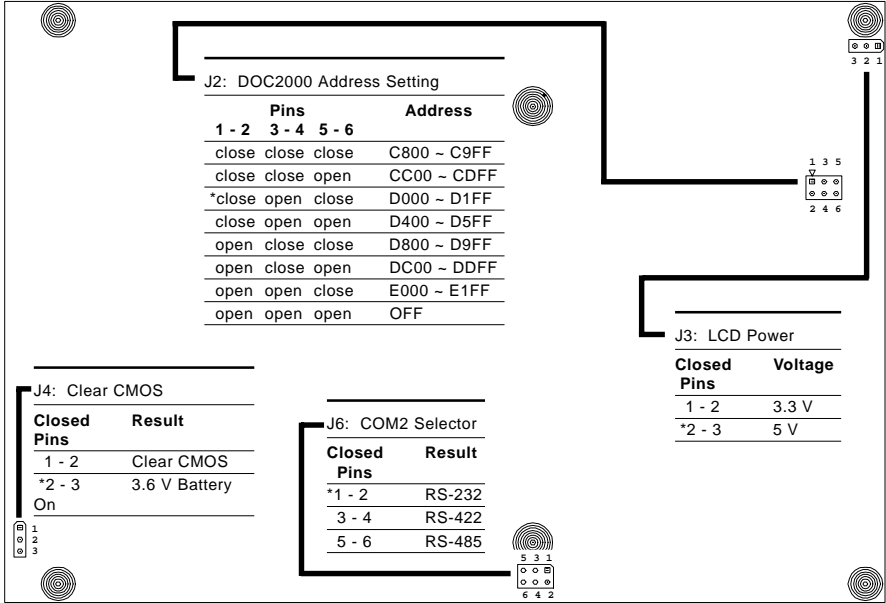 3 2 1
J2: DOC2000 Address Setting
Pins Address
1 - 2 3 - 4 5 - 6
close close close C800 ~ C9FF
close close open CC00 ~ CDFF
*close open close D000 ~ D1FF
close open open D400 ~ D5FF
open close close D800 ~ D9FF
open close open DC00 ~ DDFF
open open close E000 ~ E1FF
open open open OFF
1 3 5
2 4 6
J3: LCD Power
Closed Voltage
Pins
1 - 2 3.3 V
*2 - 3 5 V
J4: Clear CMOS
Closed Result
Pins
1 - 2 Clear CMOS
*2 - 3 3.6 V Battery
On
1
2
3
J6: COM2 Selector
Closed Result
Pins
*1 - 2 RS-232
3 - 4 RS-422
5 - 6 RS-485
5 3 1
6 4 2